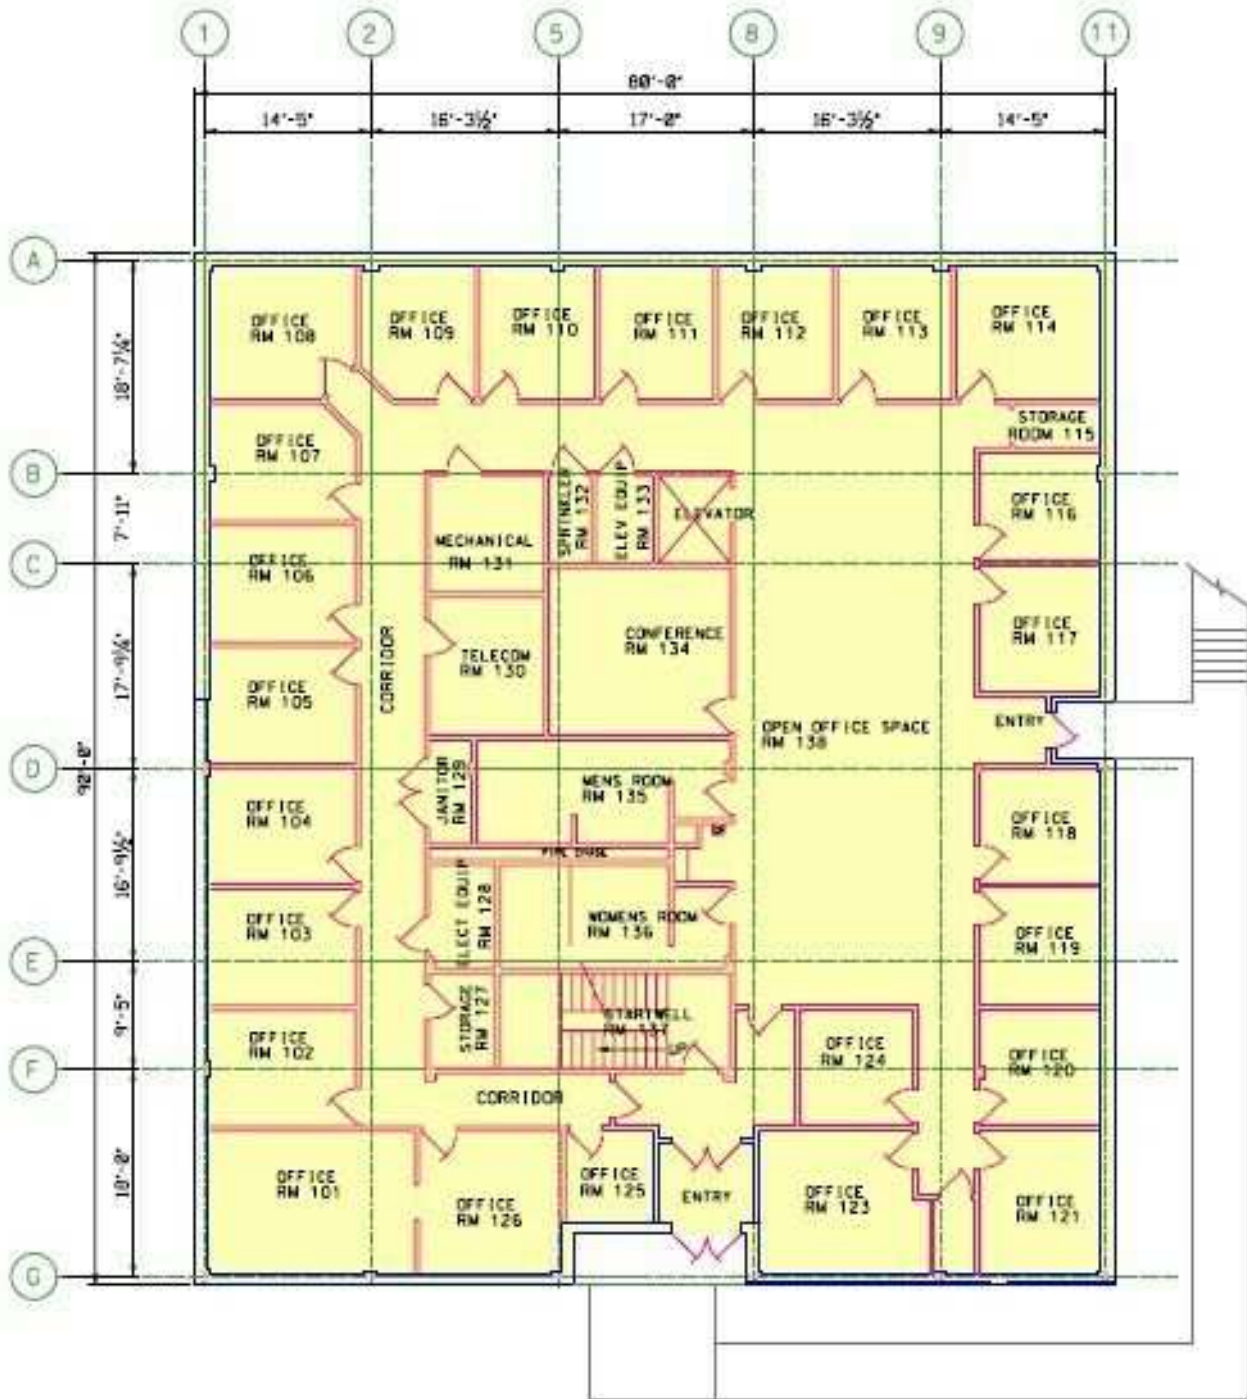 1 2 5 8 9 11
80'-0"
14'-5" 16'-3½" 17'-0" 16'-3½" 14'-5"
A
B
C
D
E
F
G
18'-7¼"
7'-11"
17'-9¼"
90'-0"
16'-9½"
9'-5"
18'-0"
OFFICE
RM 108
OFFICE
RM 109
OFFICE
RM 110
OFFICE
RM 111
OFFICE
RM 112
OFFICE
RM 113
OFFICE
RM 114
STORAGE
ROOM 115
OFFICE
RM 107
OFFICE
RM 116
SPRINKLER
RM 132
ELEV EQUIP
RM 133
ELEVATOR
MECHANICAL
RM 131
OFFICE
RM 106
OFFICE
RM 117
CONFERENCE
RM 134
TELECOM
RM 130
CORRIDOR
OFFICE
RM 105
OPEN OFFICE SPACE
RM 138
ENTRY
JANITOR
RM 129
MENS ROOM
RM 135
OFFICE
RM 104
OFFICE
RM 118
PIPE CHASE
OFFICE
RM 103
ELECT EQUIP
RM 128
WOMENS ROOM
RM 136
OFFICE
RM 119
STORAGE
RM 127
STARTWELL
RM 137
UP
OFFICE
RM 102
OFFICE
RM 124
OFFICE
RM 120
CORRIDOR
OFFICE
RM 101
OFFICE
RM 126
OFFICE
RM 125
ENTRY
OFFICE
RM 123
OFFICE
RM 121